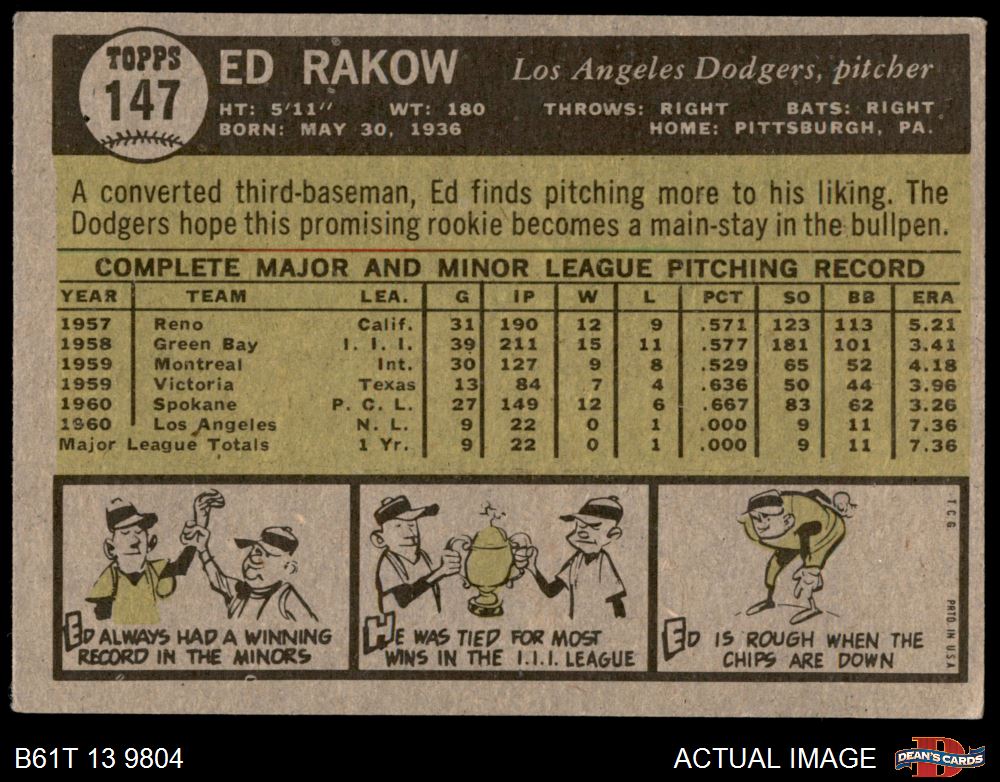 TOPPS
147
ED RAKOW Los Angeles Dodgers, pitcher
HT: 5'11" WT: 180 THROWS: RIGHT BATS: RIGHT
BORN: MAY 30, 1936 HOME: PITTSBURGH, PA.
A converted third-baseman, Ed finds pitching more to his liking. The
Dodgers hope this promising rookie becomes a main-stay in the bullpen.
COMPLETE MAJOR AND MINOR LEAGUE PITCHING RECORD
YEAR TEAM LEA. G IP W L PCT SO BB ERA
1957 Reno Calif. 31 190 12 9 .571 123 113 5.21
1958 Green Bay I. I. I. 39 211 15 11 .577 181 101 3.41
1959 Montreal Int. 30 127 9 8 .529 65 52 4.18
1959 Victoria Texas 13 84 7 4 .636 50 44 3.96
1960 Spokane P. C. L. 27 149 12 6 .667 83 62 3.26
1960 Los Angeles N. L. 9 22 0 1 .000 9 11 7.36
Major League Totals 1 Yr. 9 22 0 1 .000 9 11 7.36
ED ALWAYS HAD A WINNING
RECORD IN THE MINORS
HE WAS TIED FOR MOST
WINS IN THE I.I.I. LEAGUE
ED IS ROUGH WHEN THE
CHIPS ARE DOWN
T C G
PRTD. IN U.S.A.
B61T 13 9804 ACTUAL IMAGE
D
DEAN'S CARDS